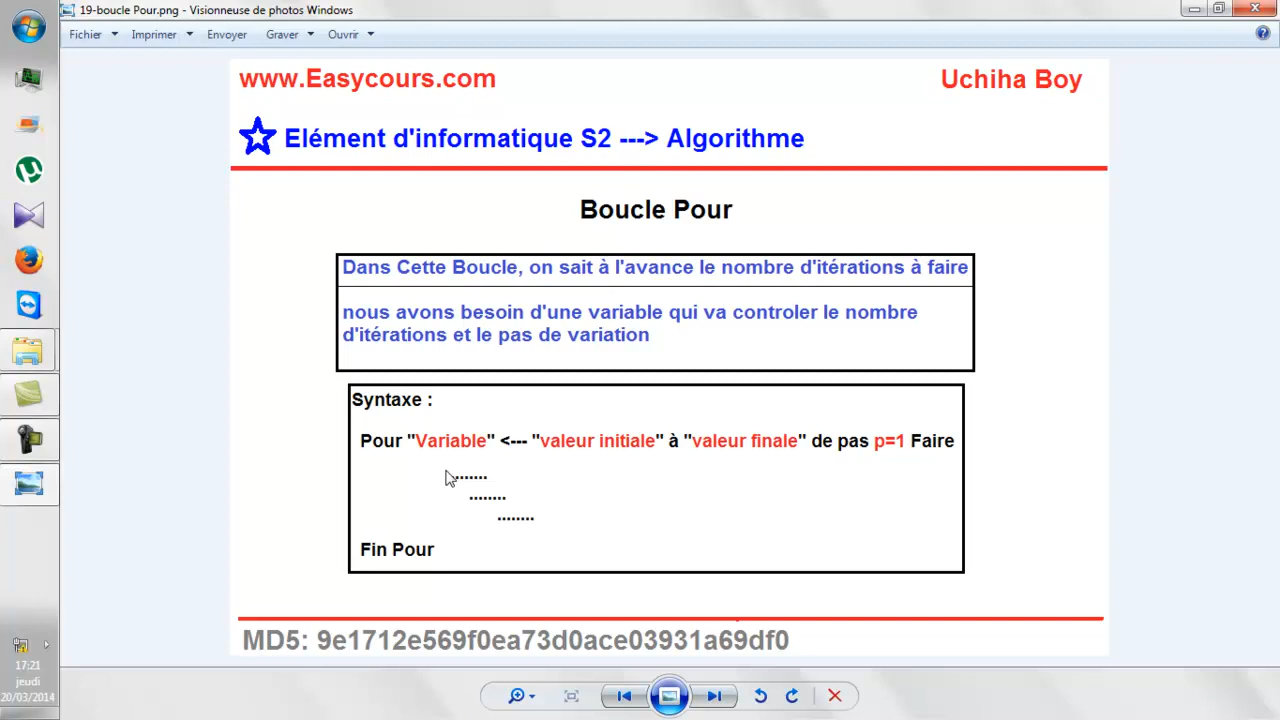 19-boucle Pour.png - Visionneuse de photos Windows
Fichier Imprimer Envoyer Graver Ouvrir
www.Easycours.com Uchiha Boy
Elément d'informatique S2 ---> Algorithme
Boucle Pour
Dans Cette Boucle, on sait à l'avance le nombre d'itérations à faire
nous avons besoin d'une variable qui va controler le nombre
d'itérations et le pas de variation
Syntaxe :
Pour "Variable" <--- "valeur initiale" à "valeur finale" de pas p=1 Faire
.......
........
........
Fin Pour
MD5: 9e1712e569f0ea73d0ace03931a69df0
17:21
jeudi
20/03/2014